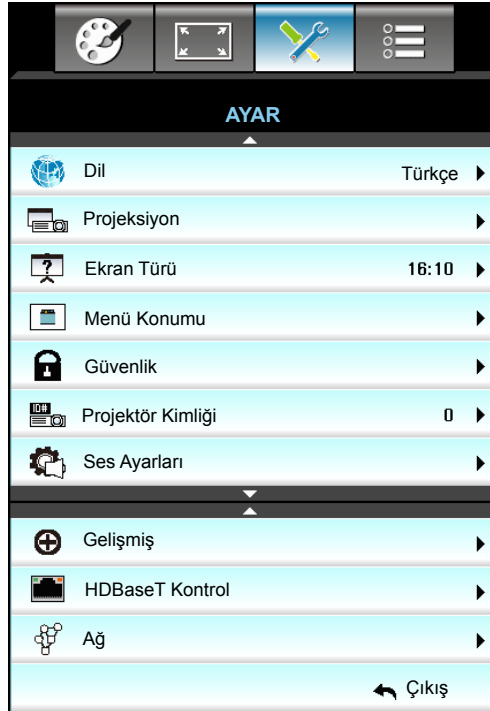 AYAR
Dil Türkçe
Projeksiyon
? Ekran Türü 16:10
Menü Konumu
Güvenlik
ID# Projektör Kimliği 0
Ses Ayarları
Gelişmiş
HDBaseT Kontrol
Ağ
Çıkış